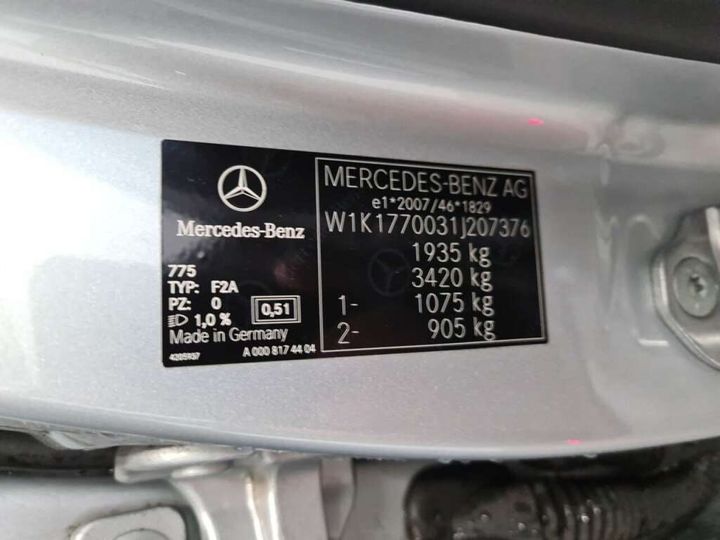 Mercedes-Benz
775
TYP: F2A
PZ: 0
1,0 %
0,51
Made in Germany
4205957
A 000 817 44 04
MERCEDES-BENZ AG
e1*2007/46*1829
W1K1770031J207376
1935 kg
3420 kg
1- 1075 kg
2- 905 kg